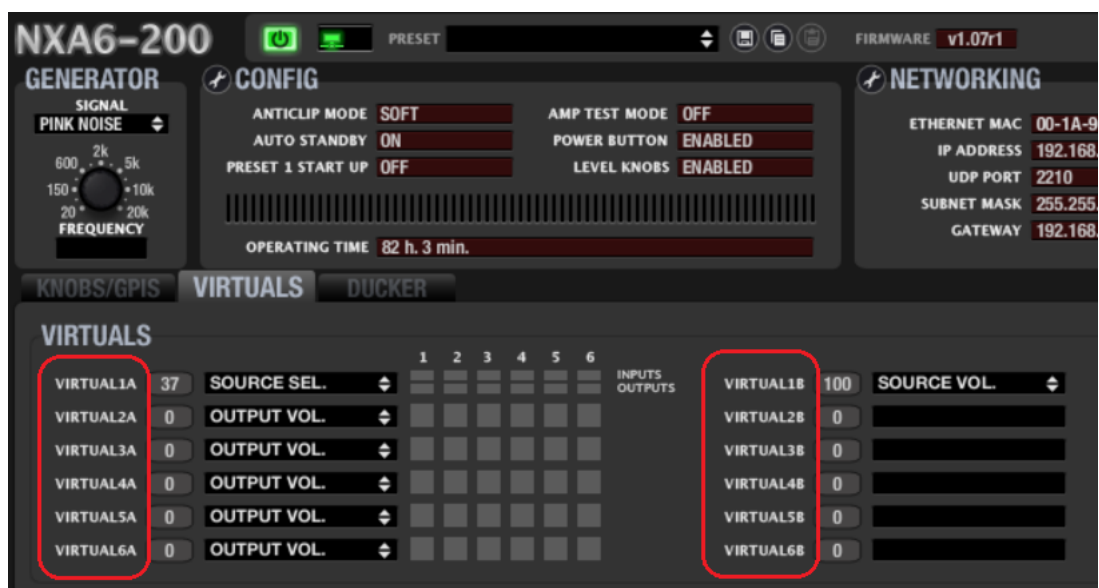 NXA6-200 PRESET FIRMWARE v1.07r1
GENERATOR CONFIG NETWORKING
SIGNAL
PINK NOISE
2k
600 5k
150 10k
20 20k
FREQUENCY
ANTICLIP MODE SOFT AMP TEST MODE OFF
AUTO STANDBY ON POWER BUTTON ENABLED
PRESET 1 START UP OFF LEVEL KNOBS ENABLED
OPERATING TIME 82 h. 3 min.
ETHERNET MAC 00-1A-9
IP ADDRESS 192.168.
UDP PORT 2210
SUBNET MASK 255.255.
GATEWAY 192.168.
KNOBS/GPIS VIRTUALS DUCKER
VIRTUALS
1 2 3 4 5 6
INPUTS
OUTPUTS
VIRTUAL1A 37 SOURCE SEL. VIRTUAL1B 100 SOURCE VOL.
VIRTUAL2A 0 OUTPUT VOL. VIRTUAL2B 0
VIRTUAL3A 0 OUTPUT VOL. VIRTUAL3B 0
VIRTUAL4A 0 OUTPUT VOL. VIRTUAL4B 0
VIRTUAL5A 0 OUTPUT VOL. VIRTUAL5B 0
VIRTUAL6A 0 OUTPUT VOL. VIRTUAL6B 0